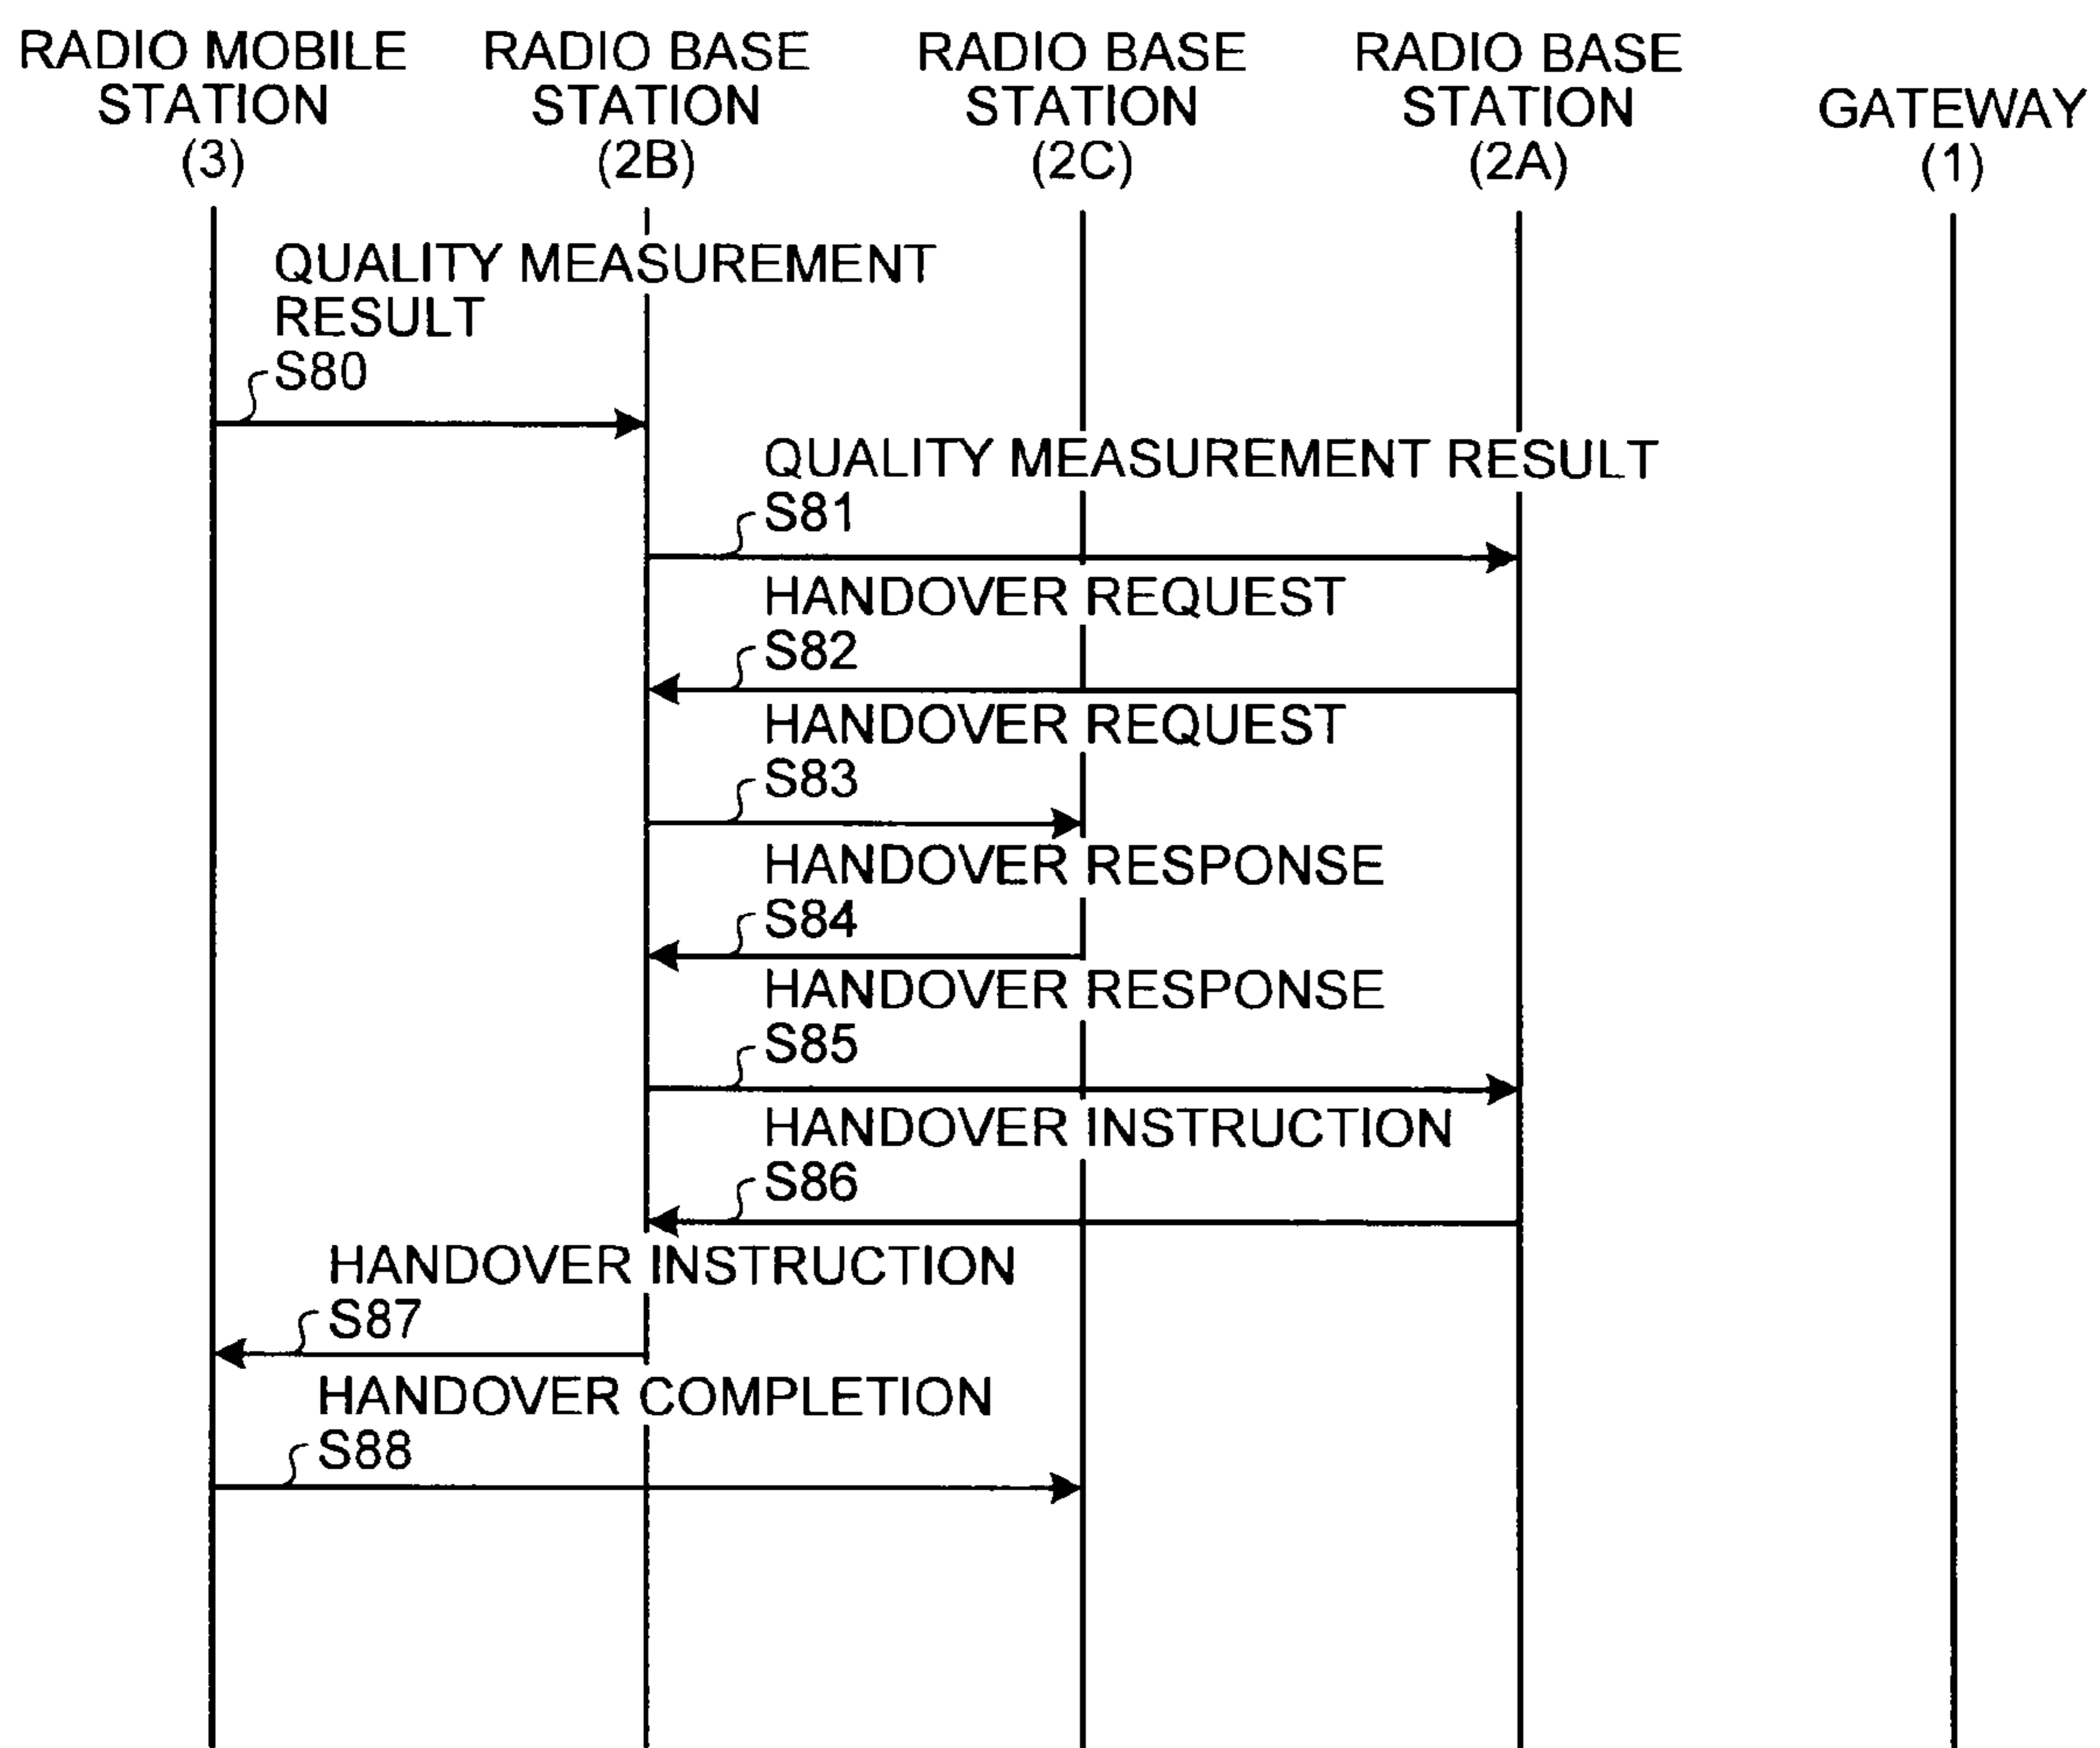 RADIO MOBILE
STATION
(3)
RADIO BASE
STATION
(2B)
RADIO BASE
STATION
(2C)
RADIO BASE
STATION
(2A)
GATEWAY
(1)
QUALITY MEASUREMENT
RESULT
S80
QUALITY MEASUREMENT RESULT
S81
HANDOVER REQUEST
S82
HANDOVER REQUEST
S83
HANDOVER RESPONSE
S84
HANDOVER RESPONSE
S85
HANDOVER INSTRUCTION
S86
HANDOVER INSTRUCTION
S87
HANDOVER COMPLETION
S88